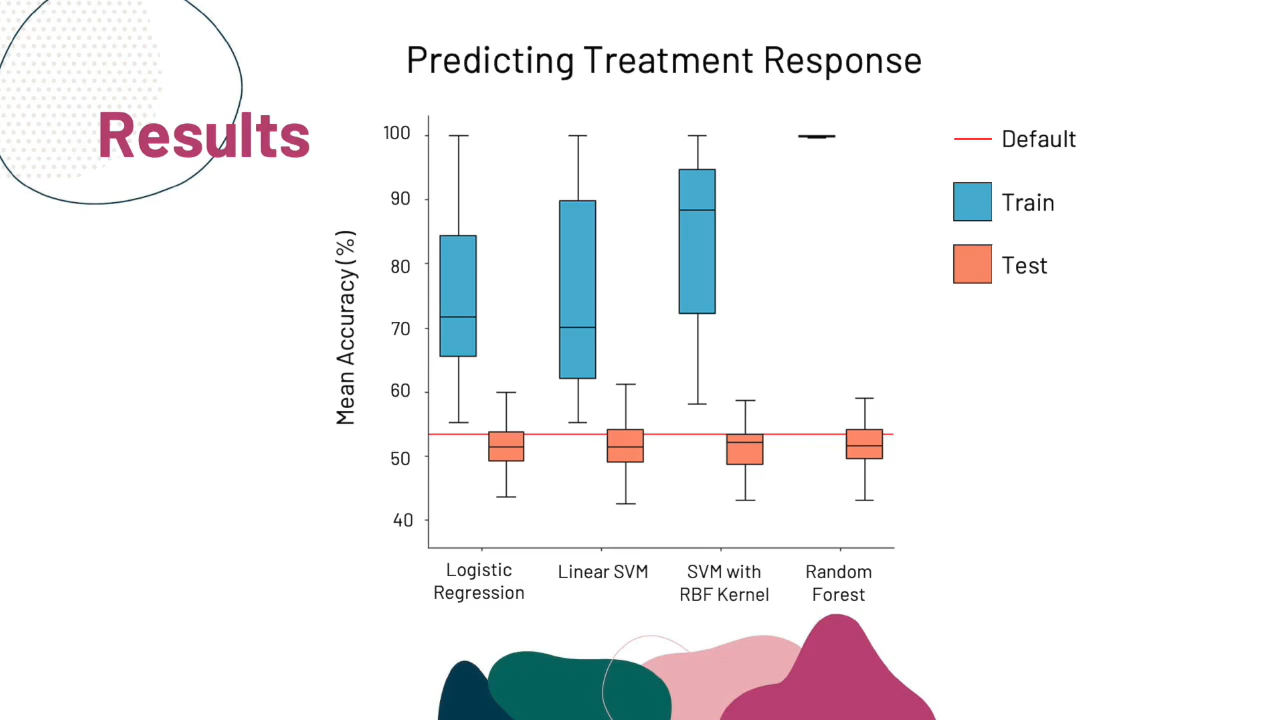 Predicting Treatment Response
Results
Mean Accuracy (%)
100
90
80
70
60
50
40
Logistic
Regression
Linear SVM
SVM with
RBF Kernel
Random
Forest
Default
Train
Test